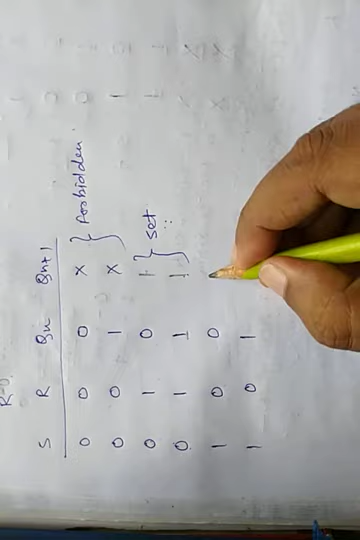 R=0
S R Qn Qn+1
0 0 0 X } Forbidden
0 0 1 X
0 1 0 1 } Set
0 1 1 1
1 0 0
1 0 1